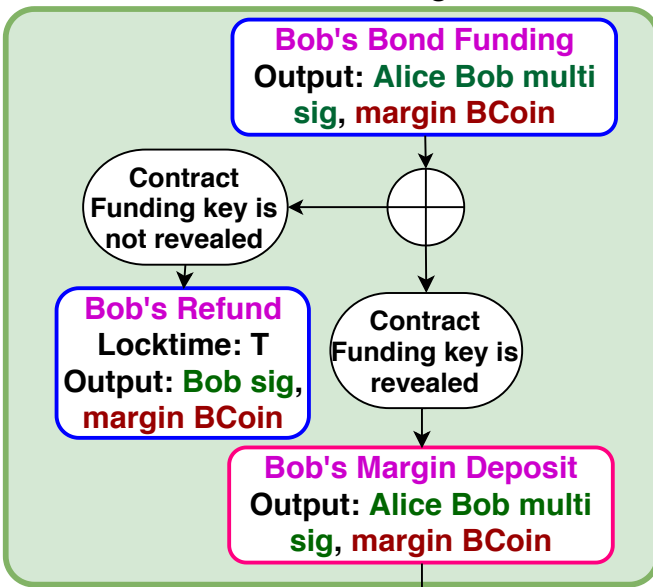 Bob's Bond Funding
Output: Alice Bob multi
sig, margin BCoin
Contract
Funding key is
not revealed
Bob's Refund
Locktime: T
Output: Bob sig,
margin BCoin
Contract
Funding key is
revealed
Bob's Margin Deposit
Output: Alice Bob multi
sig, margin BCoin